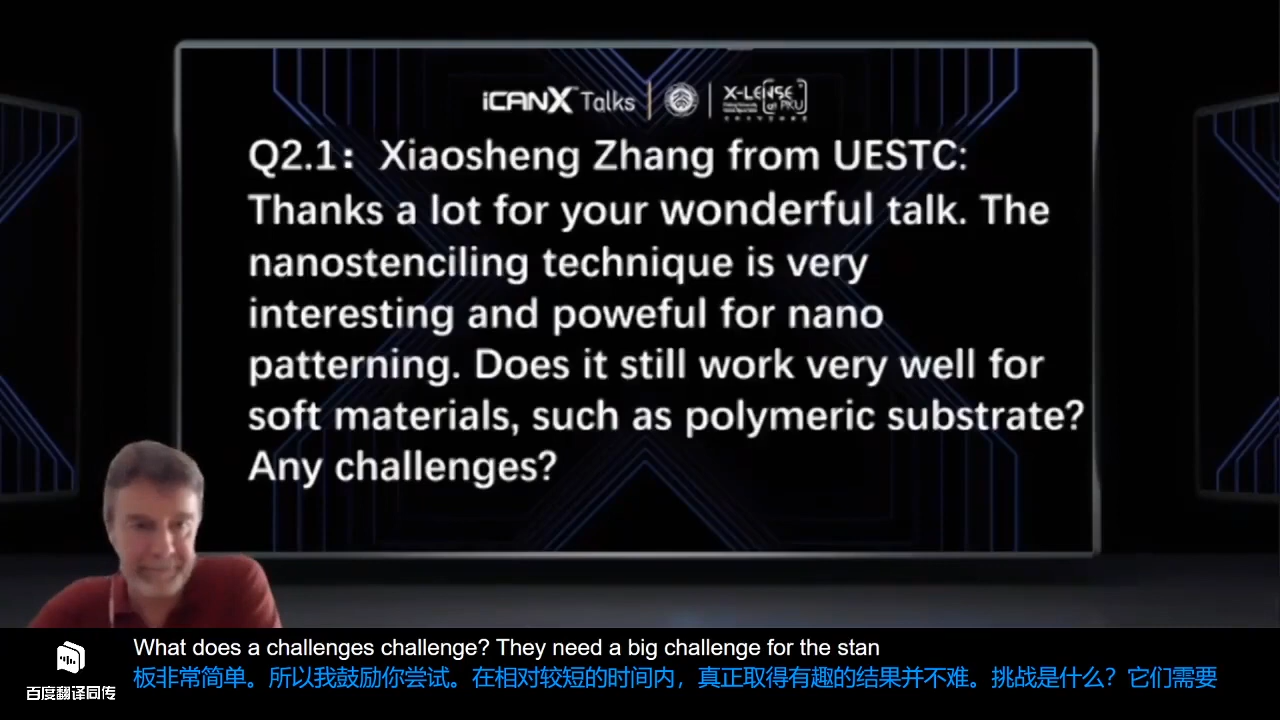 iCANX Talks X-LENSE at PKU
Q2.1：Xiaosheng Zhang from UESTC:
Thanks a lot for your wonderful talk. The
nanostenciling technique is very
interesting and poweful for nano
patterning. Does it still work very well for
soft materials, such as polymeric substrate?
Any challenges?
What does a challenges challenge? They need a big challenge for the stan
板非常简单。所以我鼓励你尝试。在相对较短的时间内，真正取得有趣的结果并不难。挑战是什么？它们需要
百度翻译同传